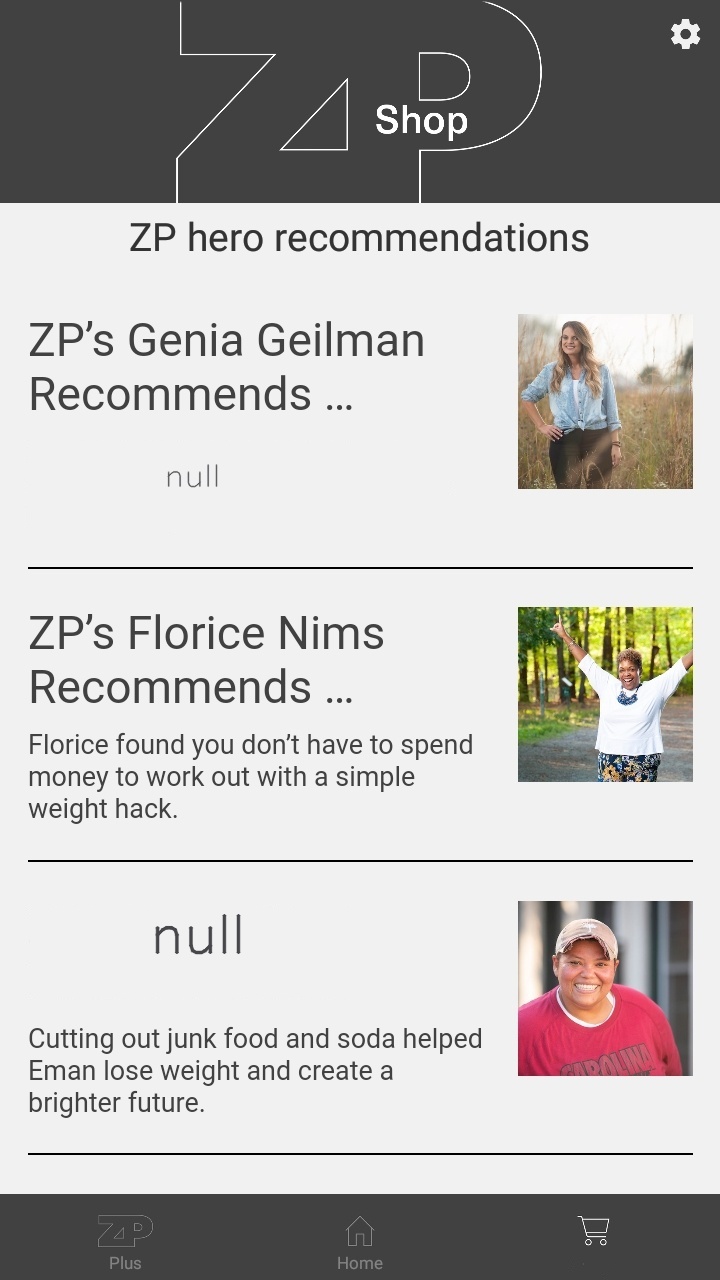 ZP
Shop
ZP hero recommendations
ZP’s Genia Geilman
Recommends ...
null
ZP’s Florice Nims
Recommends ...
Florice found you don’t have to spend
money to work out with a simple
weight hack.
null
Cutting out junk food and soda helped
Eman lose weight and create a
brighter future.
CAROLINA
ZP
Plus
Home